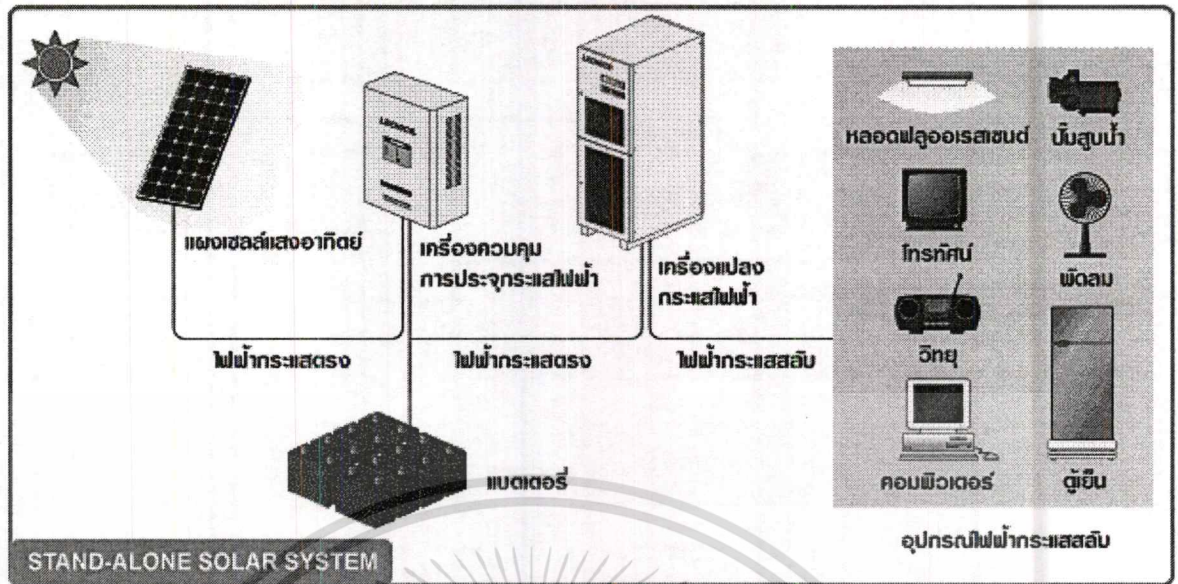 หลอดฟลูออเรสเซนต์
ปั๊มสูบน้ำ
แผงเซลล์แสงอาทิตย์
เครื่องควบคุม
การประจุกระแสไฟฟ้า
เครื่องแปลง
กระแสไฟฟ้า
โทรทัศน์
พัดลม
ไฟฟ้ากระแสตรง
ไฟฟ้ากระแสตรง
ไฟฟ้ากระแสสลับ
วิทยุ
แบตเตอรี่
คอมพิวเตอร์
ตู้เย็น
อุปกรณ์ไฟฟ้ากระแสสลับ
STAND-ALONE SOLAR SYSTEM